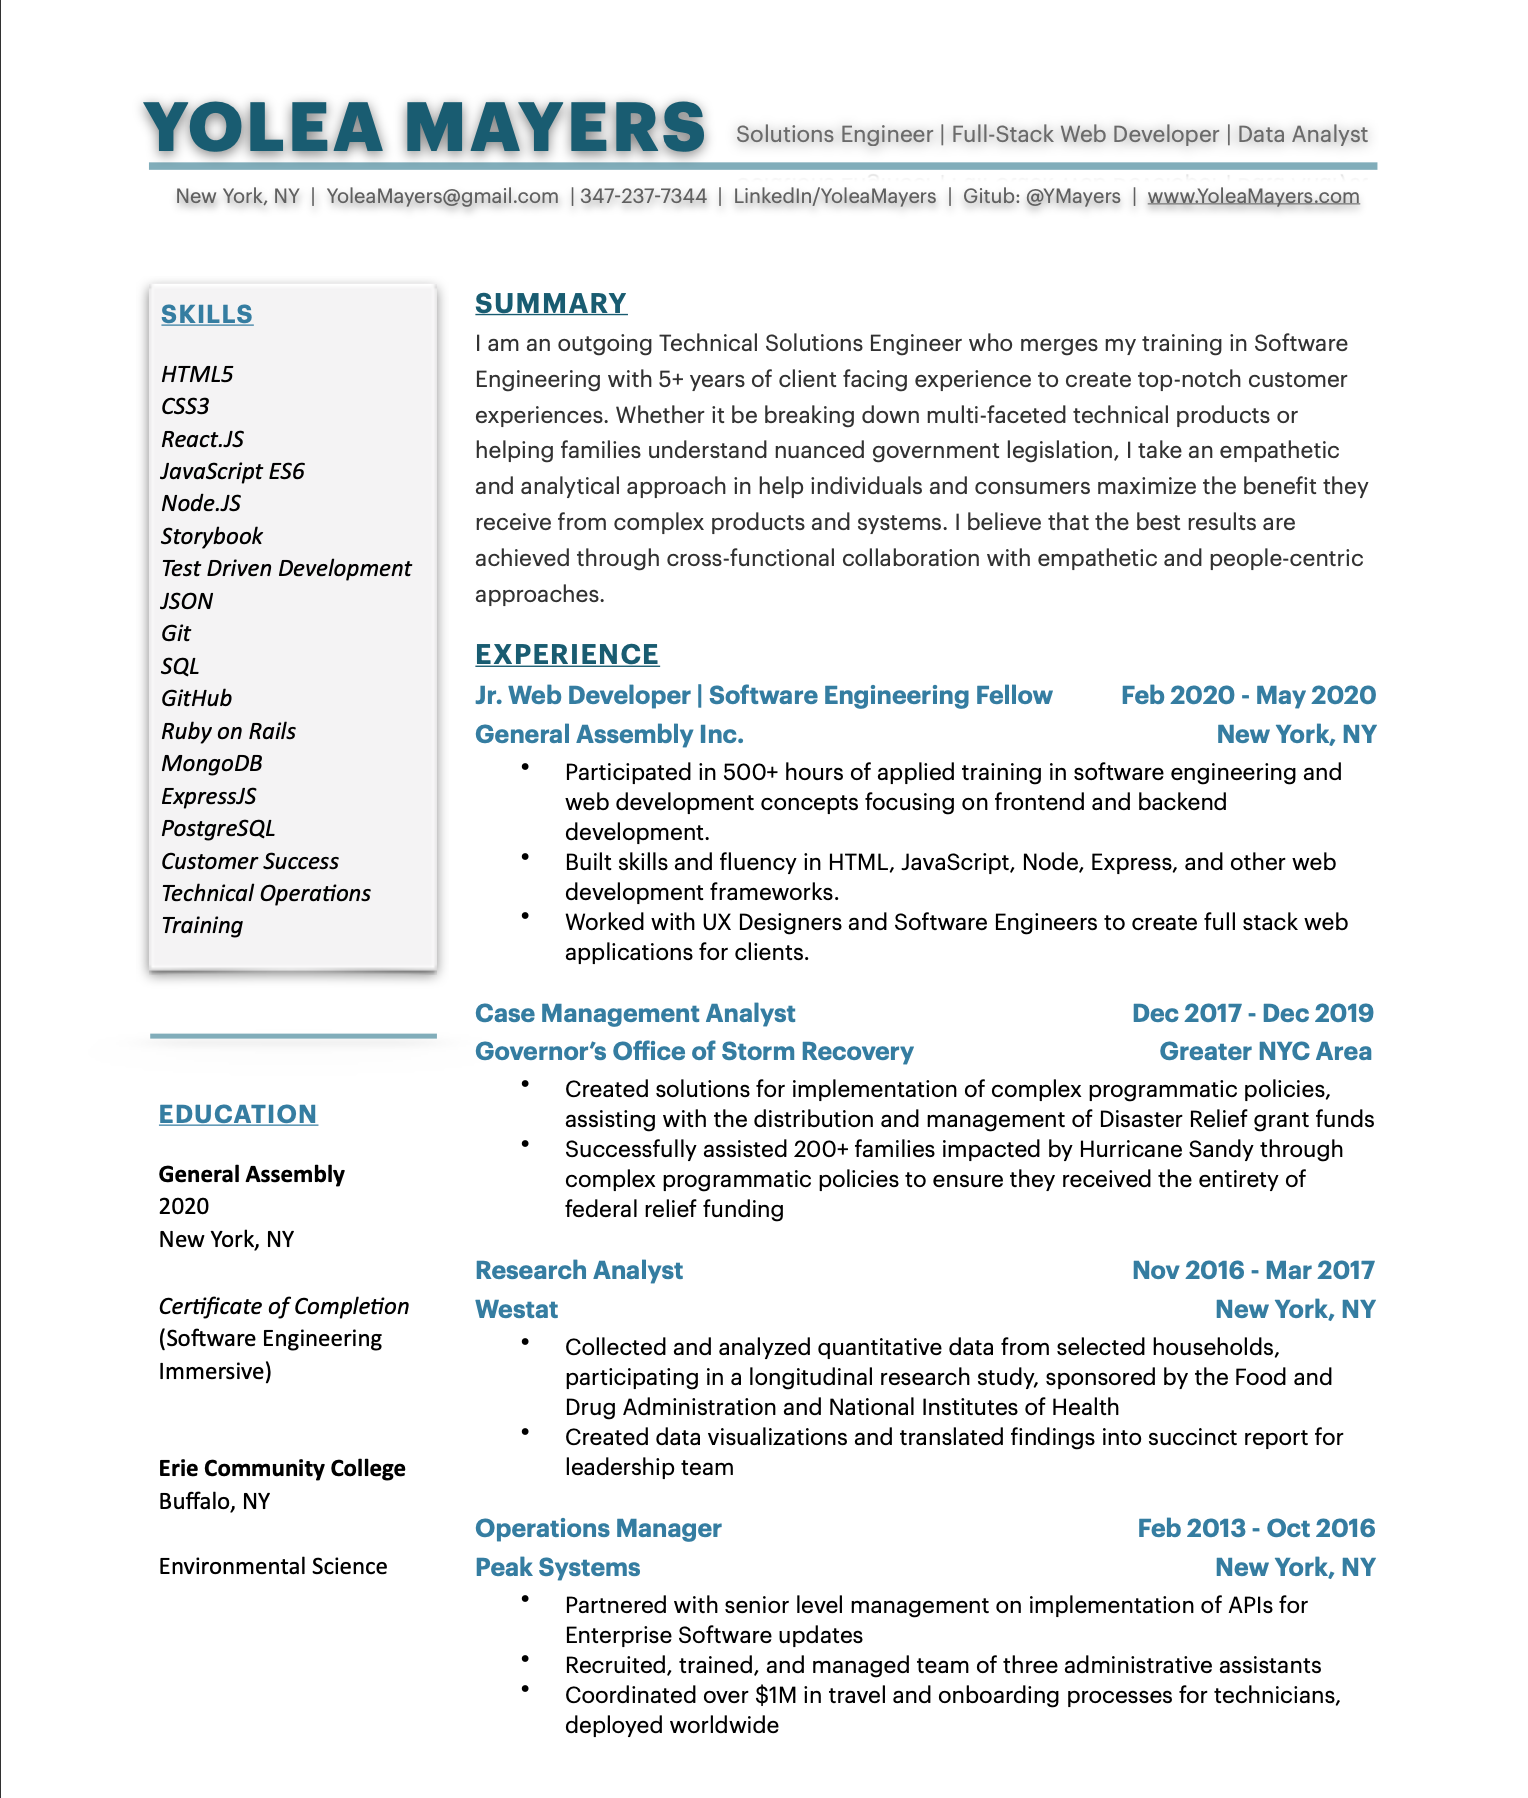 YOLEA MAYERS
Solutions Engineer | Full-Stack Web Developer | Data Analyst
New York, NY | YoleaMayers@gmail.com | 347-237-7344 | LinkedIn/YoleaMayers | Gitub: @YMayers | www.YoleaMayers.com
SKILLS
HTML5
CSS3
React.JS
JavaScript ES6
Node.JS
Storybook
Test Driven Development
JSON
Git
SQL
GitHub
Ruby on Rails
MongoDB
ExpressJS
PostgreSQL
Customer Success
Technical Operations
Training
EDUCATION
General Assembly
2020
New York, NY
Certificate of Completion
(Software Engineering
Immersive)
Erie Community College
Buffalo, NY
Environmental Science
SUMMARY
I am an outgoing Technical Solutions Engineer who merges my training in Software
Engineering with 5+ years of client facing experience to create top-notch customer
experiences. Whether it be breaking down multi-faceted technical products or
helping families understand nuanced government legislation, I take an empathetic
and analytical approach in help individuals and consumers maximize the benefit they
receive from complex products and systems. I believe that the best results are
achieved through cross-functional collaboration with empathetic and people-centric
approaches.
EXPERIENCE
Jr. Web Developer | Software Engineering Fellow Feb 2020 - May 2020
General Assembly Inc. New York, NY
• Participated in 500+ hours of applied training in software engineering and
web development concepts focusing on frontend and backend
development.
• Built skills and fluency in HTML, JavaScript, Node, Express, and other web
development frameworks.
• Worked with UX Designers and Software Engineers to create full stack web
applications for clients.
Case Management Analyst Dec 2017 - Dec 2019
Governor’s Office of Storm Recovery Greater NYC Area
• Created solutions for implementation of complex programmatic policies,
assisting with the distribution and management of Disaster Relief grant funds
• Successfully assisted 200+ families impacted by Hurricane Sandy through
complex programmatic policies to ensure they received the entirety of
federal relief funding
Research Analyst Nov 2016 - Mar 2017
Westat New York, NY
• Collected and analyzed quantitative data from selected households,
participating in a longitudinal research study, sponsored by the Food and
Drug Administration and National Institutes of Health
• Created data visualizations and translated findings into succinct report for
leadership team
Operations Manager Feb 2013 - Oct 2016
Peak Systems New York, NY
• Partnered with senior level management on implementation of APIs for
Enterprise Software updates
• Recruited, trained, and managed team of three administrative assistants
• Coordinated over $1M in travel and onboarding processes for technicians,
deployed worldwide